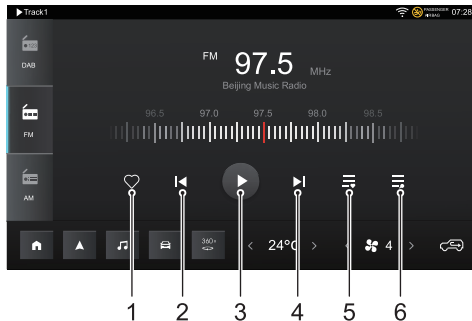 Track1
PASSENGER
AIRBAG
07:28
DAB
FM
AM
FM 97.5 MHz
Beijing Music Radio
96.5 97.0 97.5 98.0 98.5
360°
24°C
4
1 2 3 4 5 6